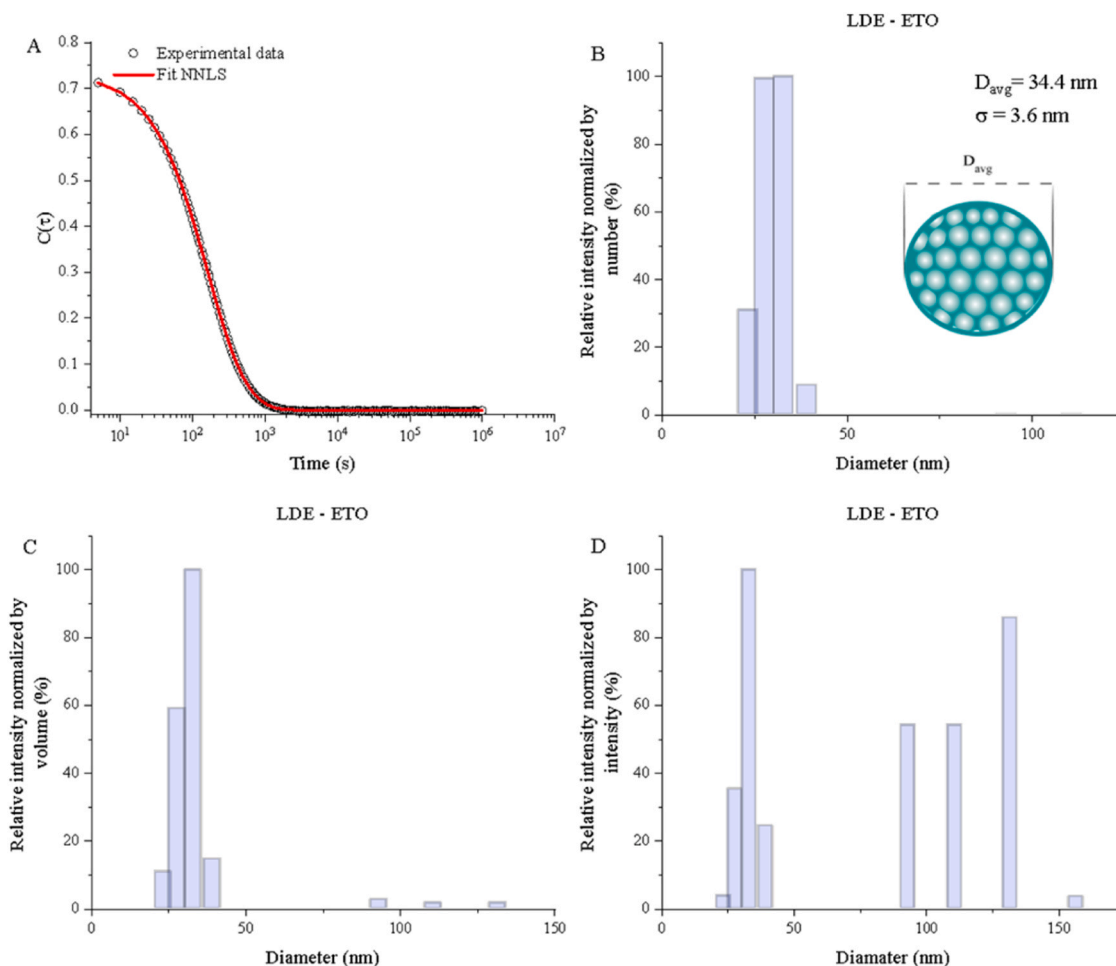 A
0.8
0.7
0.6
0.5
0.4
0.3
0.2
0.1
0.0
C(τ)
Experimental data
Fit NNLS
10¹
10²
10³
10⁴
10⁵
10⁶
10⁷
Time (s)
LDE - ETO
B
100
80
60
40
20
0
Relative intensity normalized by
number (%)
D_avg= 34.4 nm
σ = 3.6 nm
D_avg
0
50
100
Diameter (nm)
LDE - ETO
C
100
80
60
40
20
0
Relative intensity normalized by
volume (%)
0
50
100
150
Diameter (nm)
LDE - ETO
D
100
80
60
40
20
0
Relative intensity normalized by
intensity (%)
0
50
100
150
Diamater (nm)